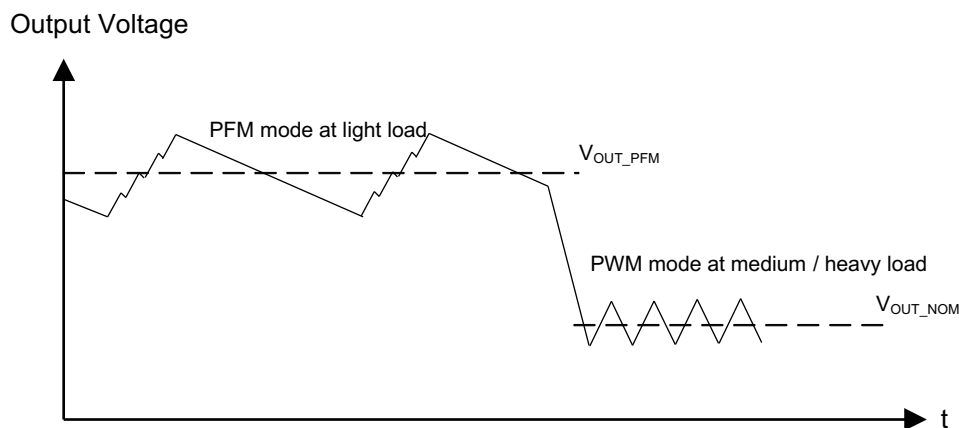 Output Voltage
PFM mode at light load
VOUT_PFM
PWM mode at medium / heavy load
VOUT_NOM
t